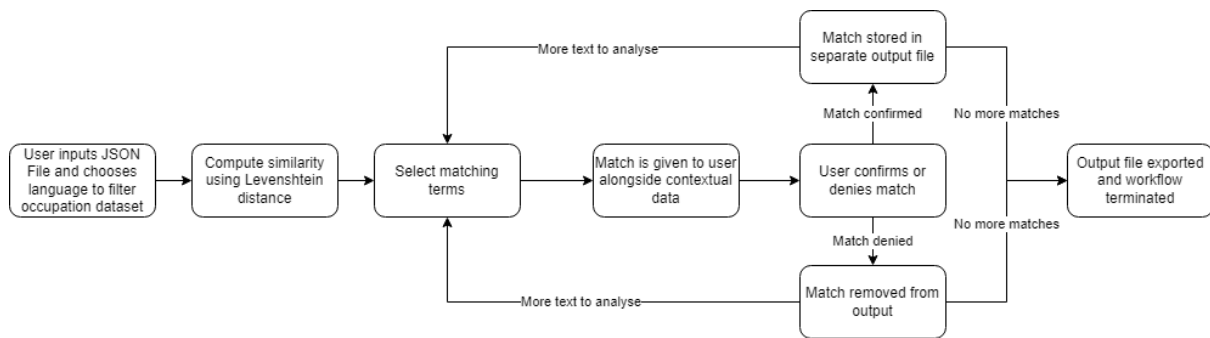 Match stored in
separate output file
More text to analyse
Match confirmed
No more matches
User inputs JSON
File and chooses
language to filter
occupation dataset
Compute similarity
using Levenshtein
distance
Select matching
terms
Match is given to user
alongside contextual
data
User confirms or
denies match
Output file exported
and workflow
terminated
Match denied
No more matches
More text to analyse
Match removed from
output